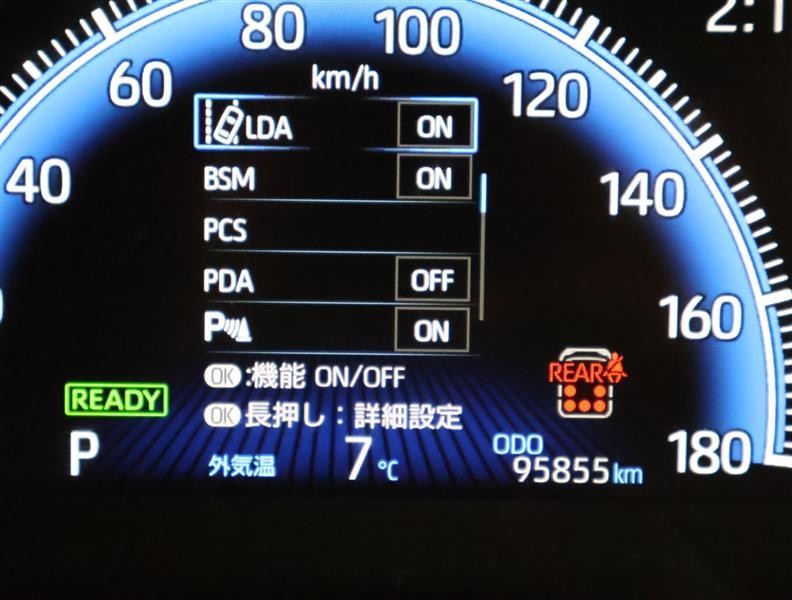 80 100
2:1
60 km/h 120
LDA ON
40 BSM ON 140
PCS
PDA OFF
P ON 160
OK:機能 ON/OFF REAR
READY
OK長押し:詳細設定
P 外気温 7℃ ODO 95855km 180